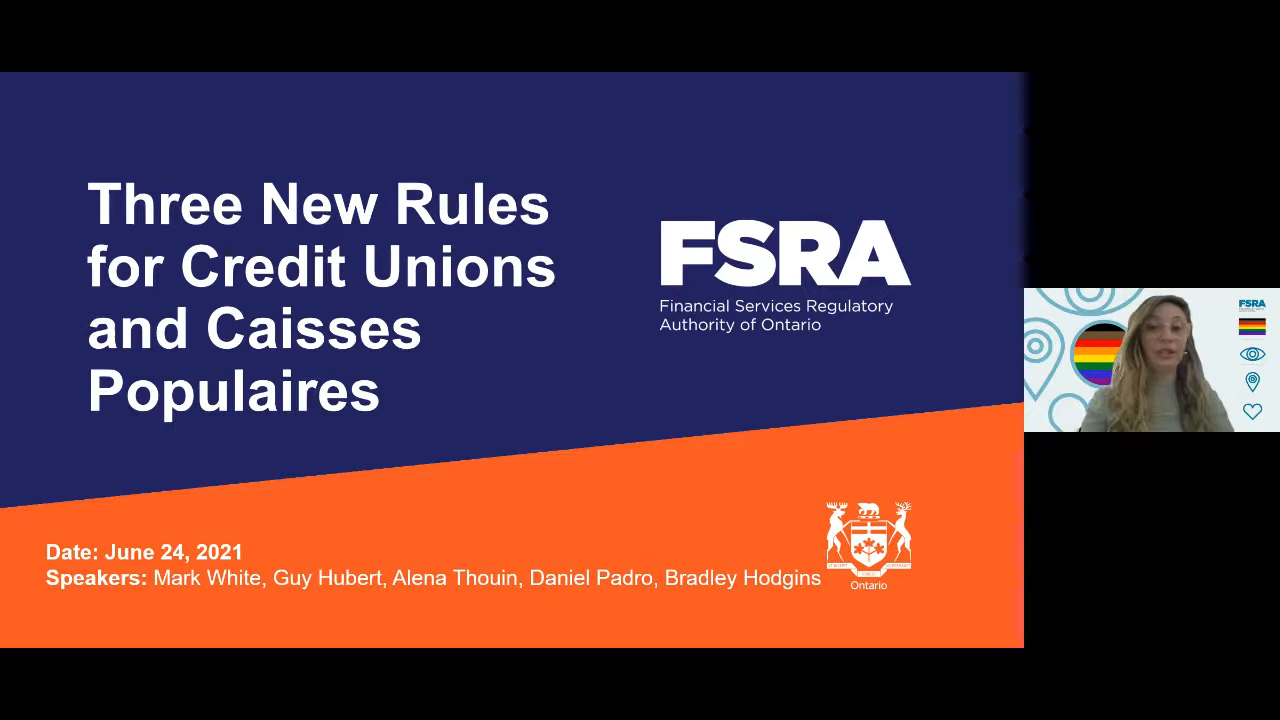 Three New Rules
for Credit Unions
and Caisses
Populaires
FSRA
Financial Services Regulatory
Authority of Ontario
Date: June 24, 2021
Speakers: Mark White, Guy Hubert, Alena Thouin, Daniel Padro, Bradley Hodgins
Ontario
FSRA